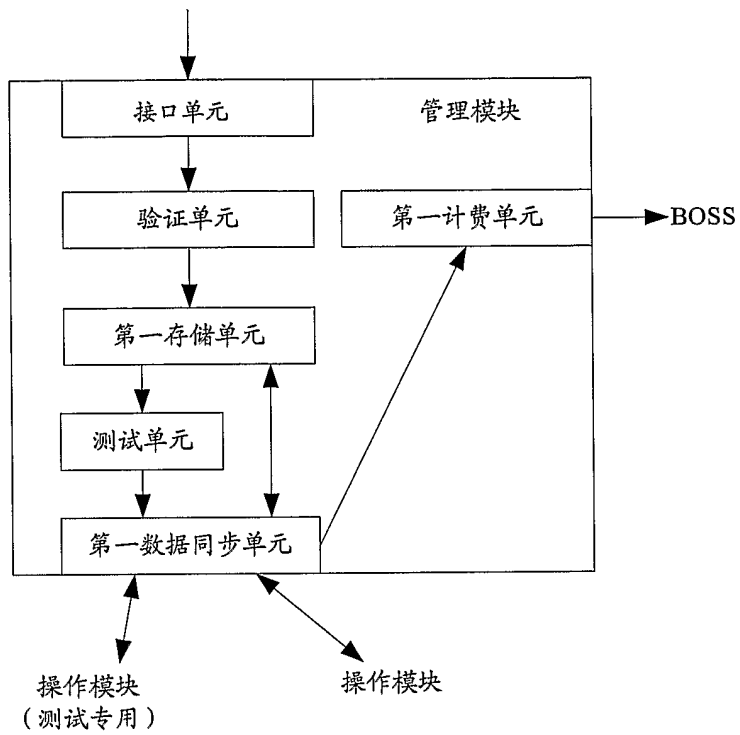 接口单元
管理模块
验证单元
第一计费单元
BOSS
第一存储单元
测试单元
第一数据同步单元
操作模块
（测试专用）
操作模块